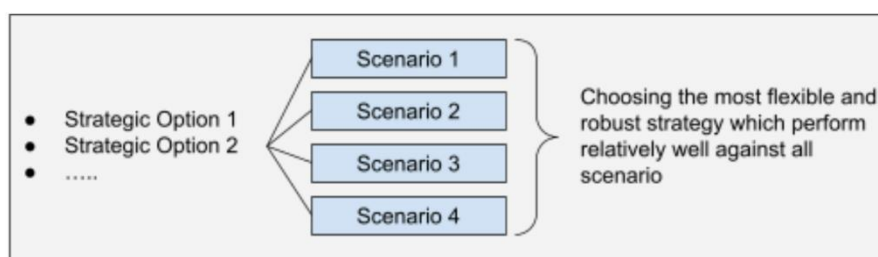 ● Strategic Option 1
● Strategic Option 2
● …..
Scenario 1
Scenario 2
Scenario 3
Scenario 4
Choosing the most flexible and
robust strategy which perform
relatively well against all
scenario